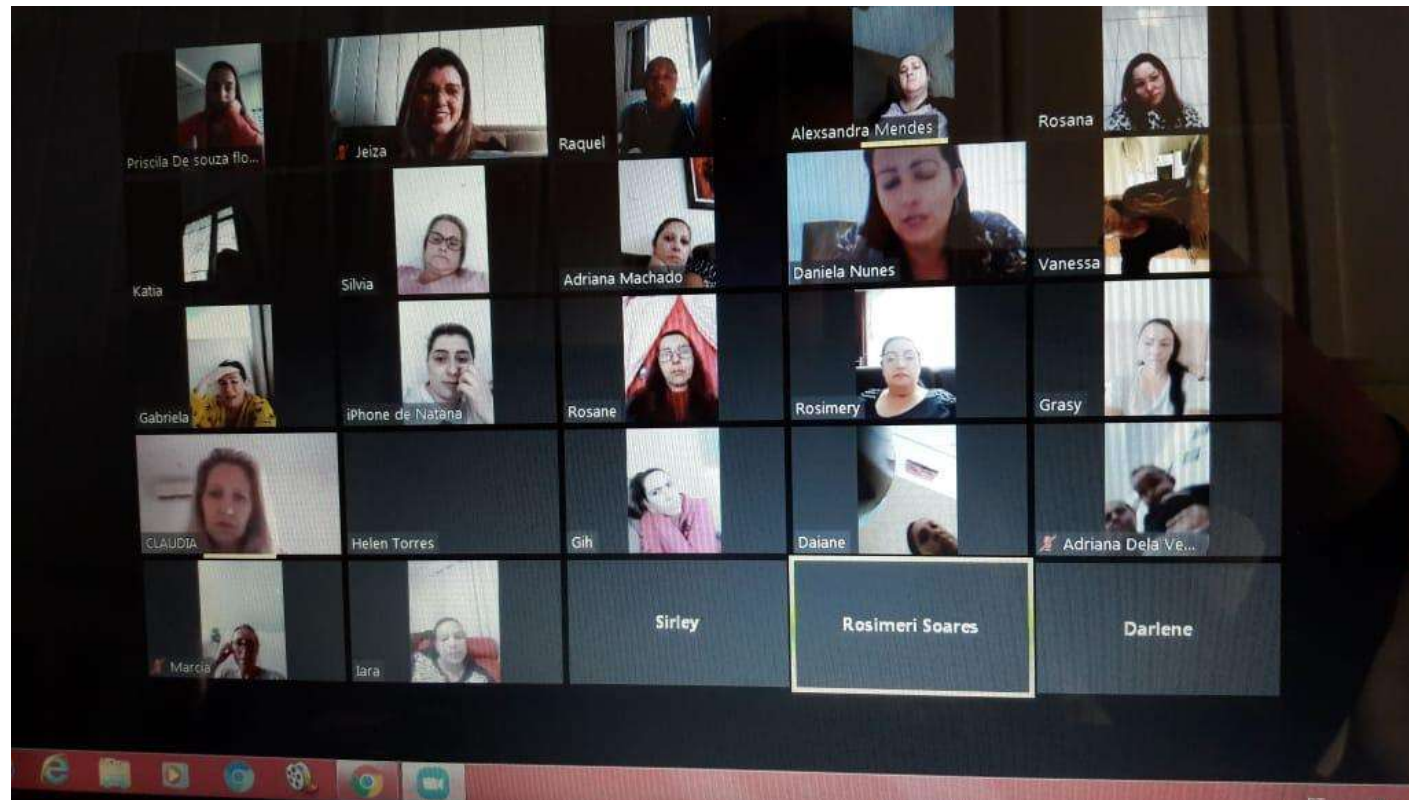 Priscila De souza flo...
Jeiza
Raquel
Alexsandra Mendes
Rosana
Katia
Silvia
Adriana Machado
Daniela Nunes
Vanessa
Gabriela
iPhone de Natana
Rosane
Rosimery
Grasy
CLAUDIA
Helen Torres
Gih
Daiane
Adriana Dela Ve...
Marcia
Iara
Sirley
Rosimeri Soares
Darlene